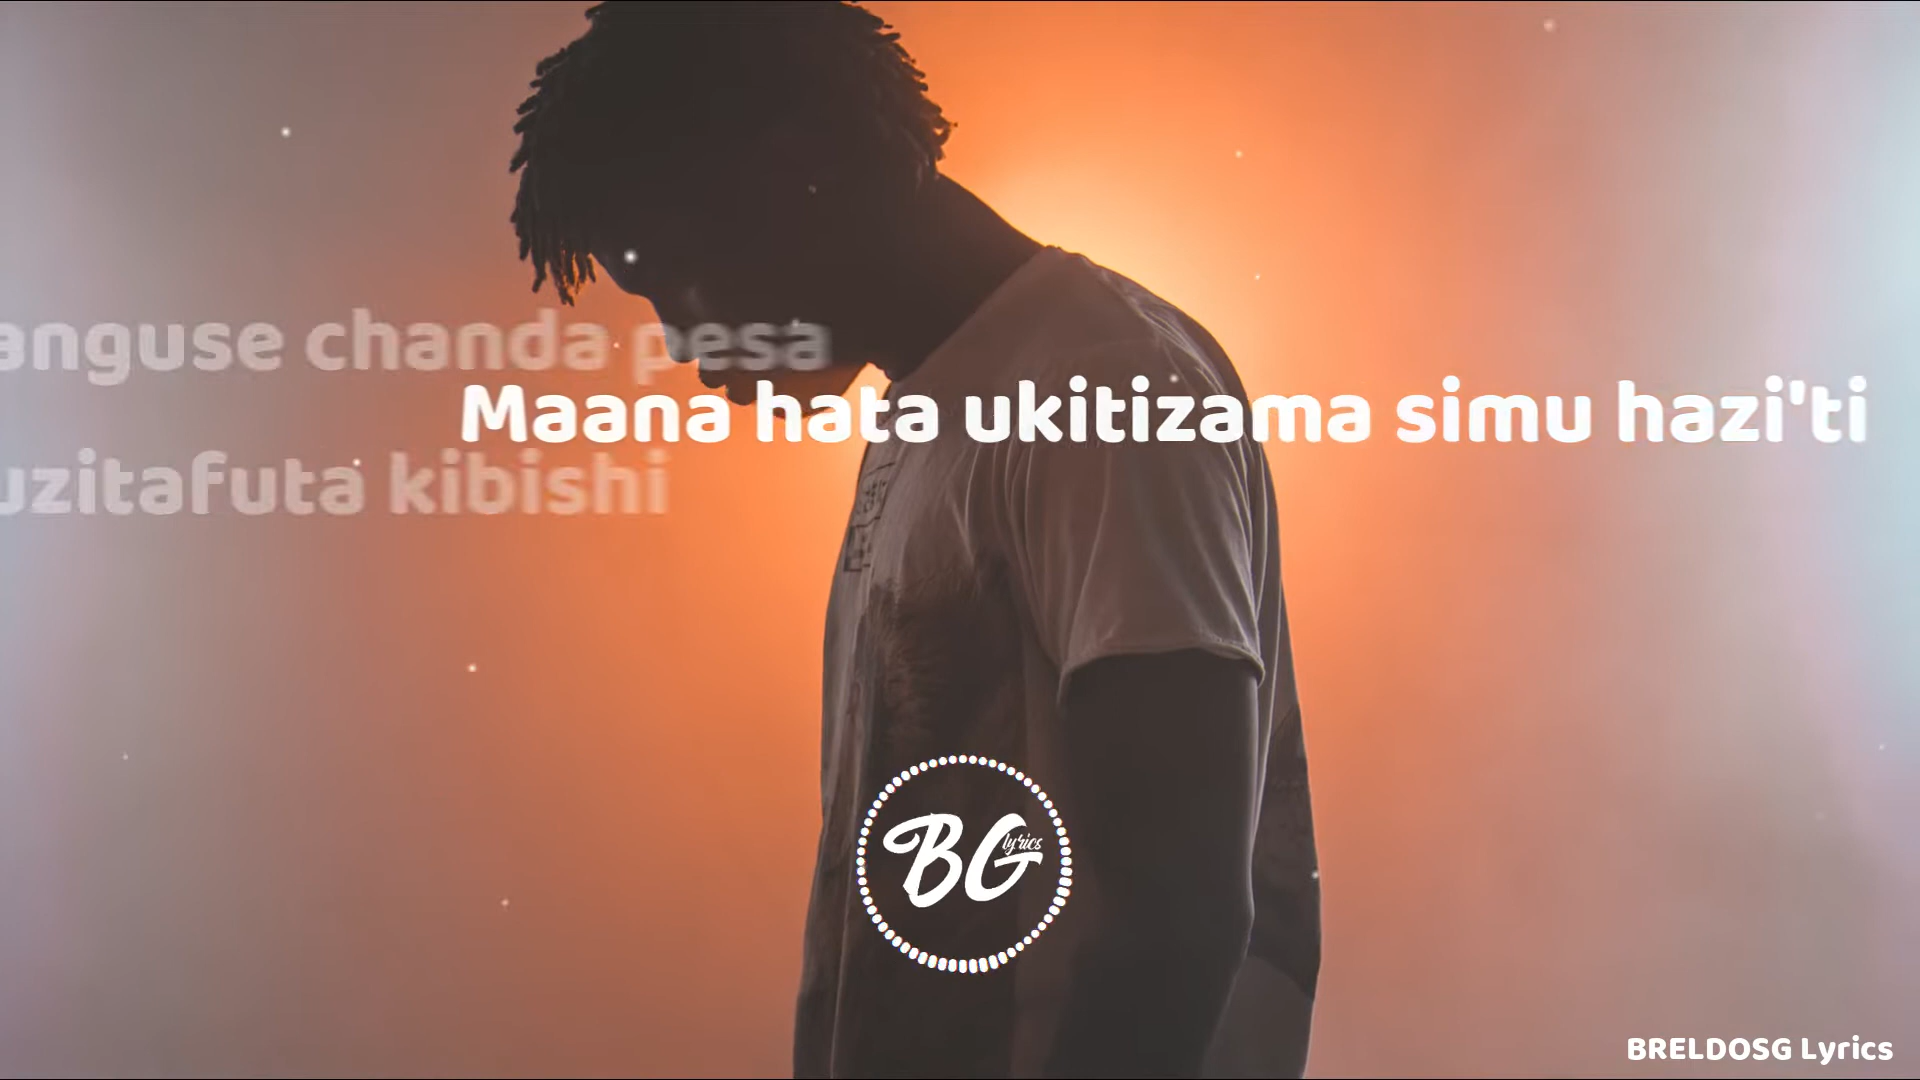 anguse chanda pesa
Maana hata ukitizama simu hazi'ti
uzitafuta kibishi
BG
lyrics
BRELDOSG Lyrics